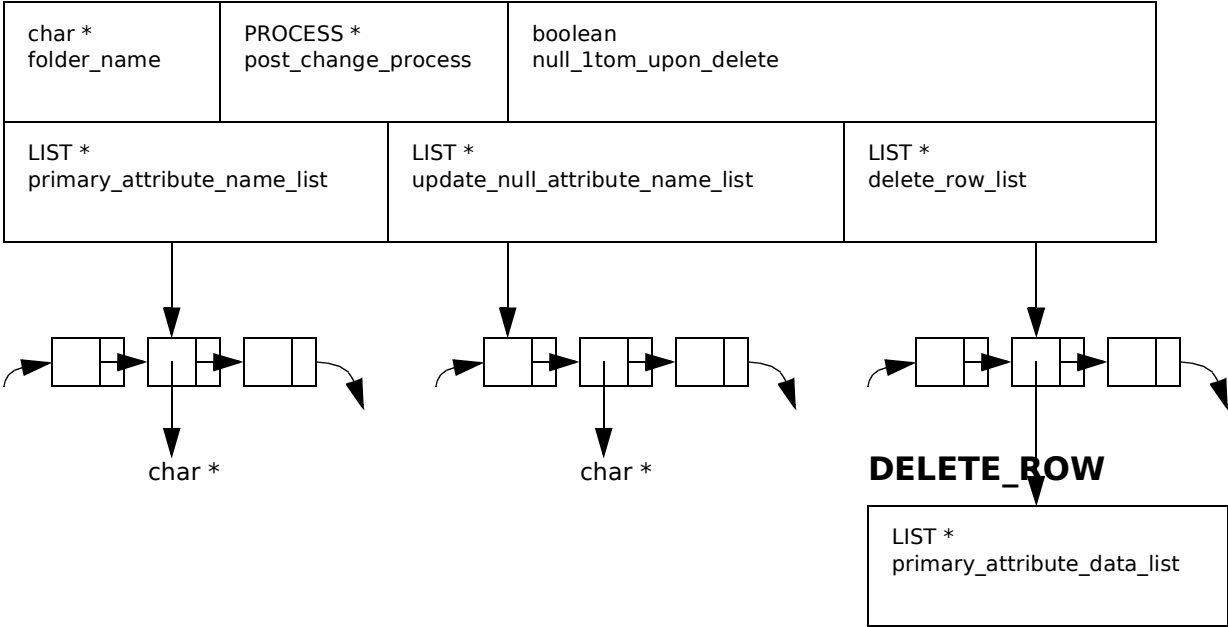 char *
folder_name
PROCESS *
post_change_process
boolean
null_1tom_upon_delete
LIST *
primary_attribute_name_list
LIST *
update_null_attribute_name_list
LIST *
delete_row_list
char *
char *
DELETE_ROW
LIST *
primary_attribute_data_list